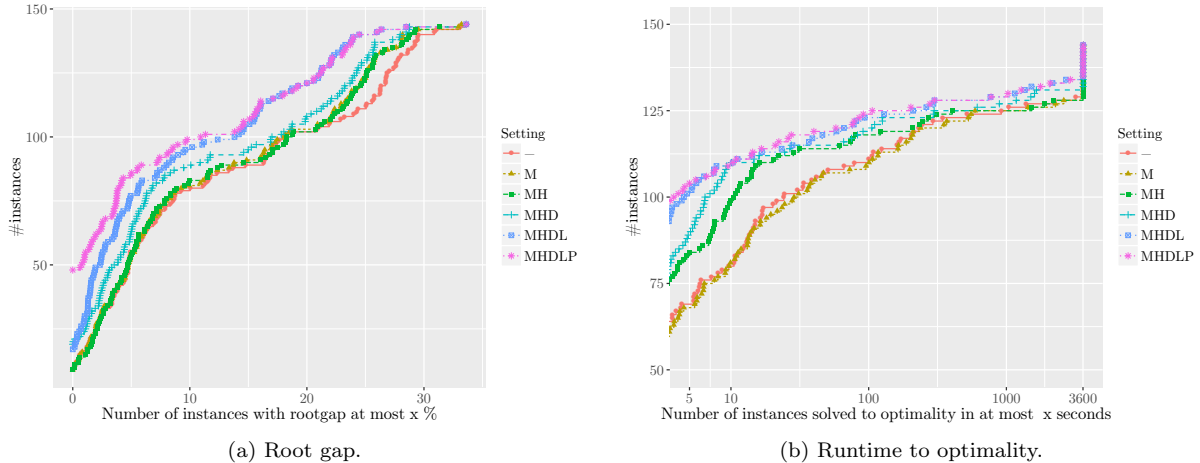 150
100
50
#instances
0
10
20
30
Number of instances with rootgap at most x %
Setting
–
M
MH
MHD
MHDL
MHDLP
(a) Root gap.
150
125
100
75
50
#instances
5
10
100
1000
3600
Number of instances solved to optimality in at most x seconds
Setting
–
M
MH
MHD
MHDL
MHDLP
(b) Runtime to optimality.